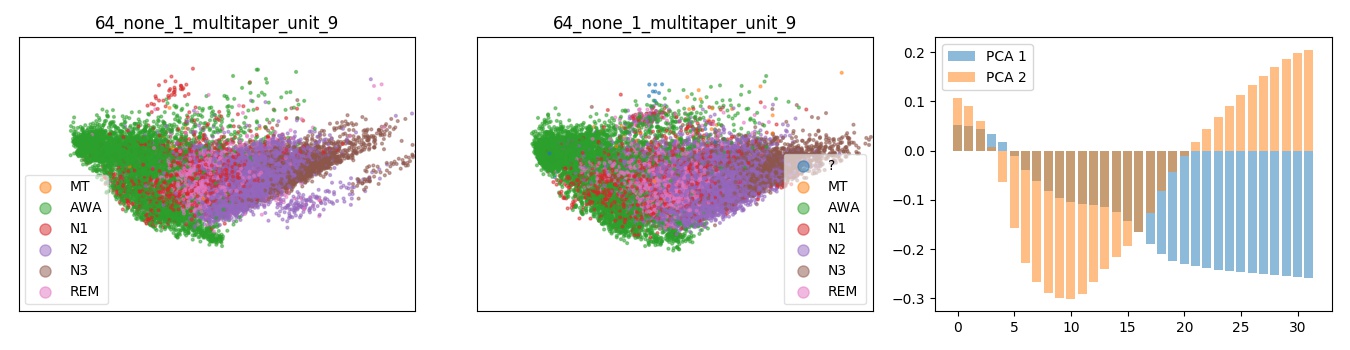 64_none_1_multitaper_unit_9
MT
AWA
N1
N2
N3
REM
64_none_1_multitaper_unit_9
?
MT
AWA
N1
N2
N3
REM
PCA 1
PCA 2
0.2
0.1
0.0
−0.1
−0.2
−0.3
0 5 10 15 20 25 30